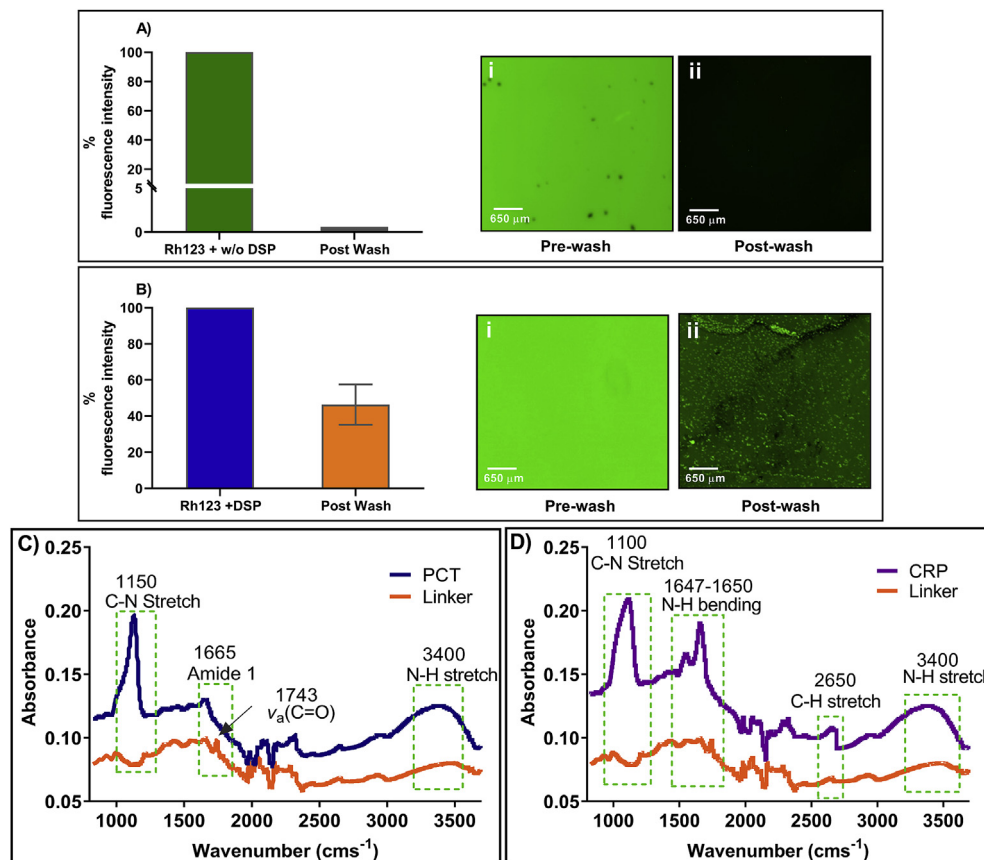 A)
100
80
60
40
20
5
0
%
fluorescence intensity
Rh123 + w/o DSP
Post Wash
i
650 μm
Pre-wash
ii
650 μm
Post-wash
B)
100
80
60
40
20
0
%
fluorescence intensity
Rh123 +DSP
Post Wash
i
650 μm
Pre-wash
ii
650 μm
Post-wash
C)
0.25
0.20
0.15
0.10
0.05
Absorbance
1150
C-N Stretch
1665
Amide 1
1743
νa(C=O)
PCT
Linker
3400
N-H stretch
1000 1500 2000 2500 3000 3500
Wavenumber (cms-1)
D)
0.25
0.20
0.15
0.10
0.05
Absorbance
1100
C-N Stretch
1647-1650
N-H bending
CRP
Linker
2650
C-H stretch
3400
N-H stretch
1000 1500 2000 2500 3000 3500
Wavenumber (cms-1)